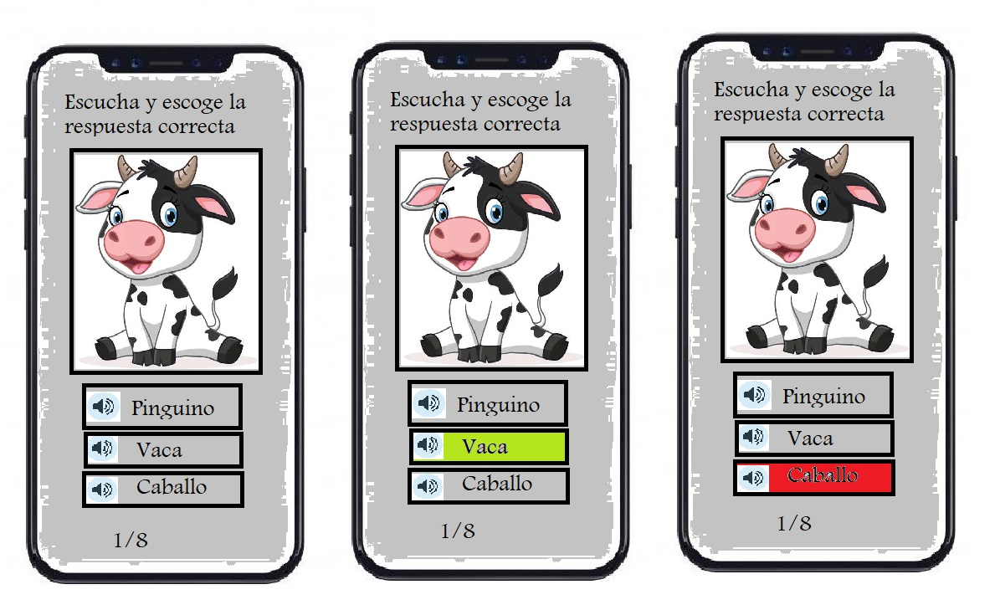 Escucha y escoge la
respuesta correcta
Pinguino
Vaca
Caballo
1/8
Escucha y escoge la
respuesta correcta
Pinguino
Vaca
Caballo
1/8
Escucha y escoge la
respuesta correcta
Pinguino
Vaca
Caballo
1/8